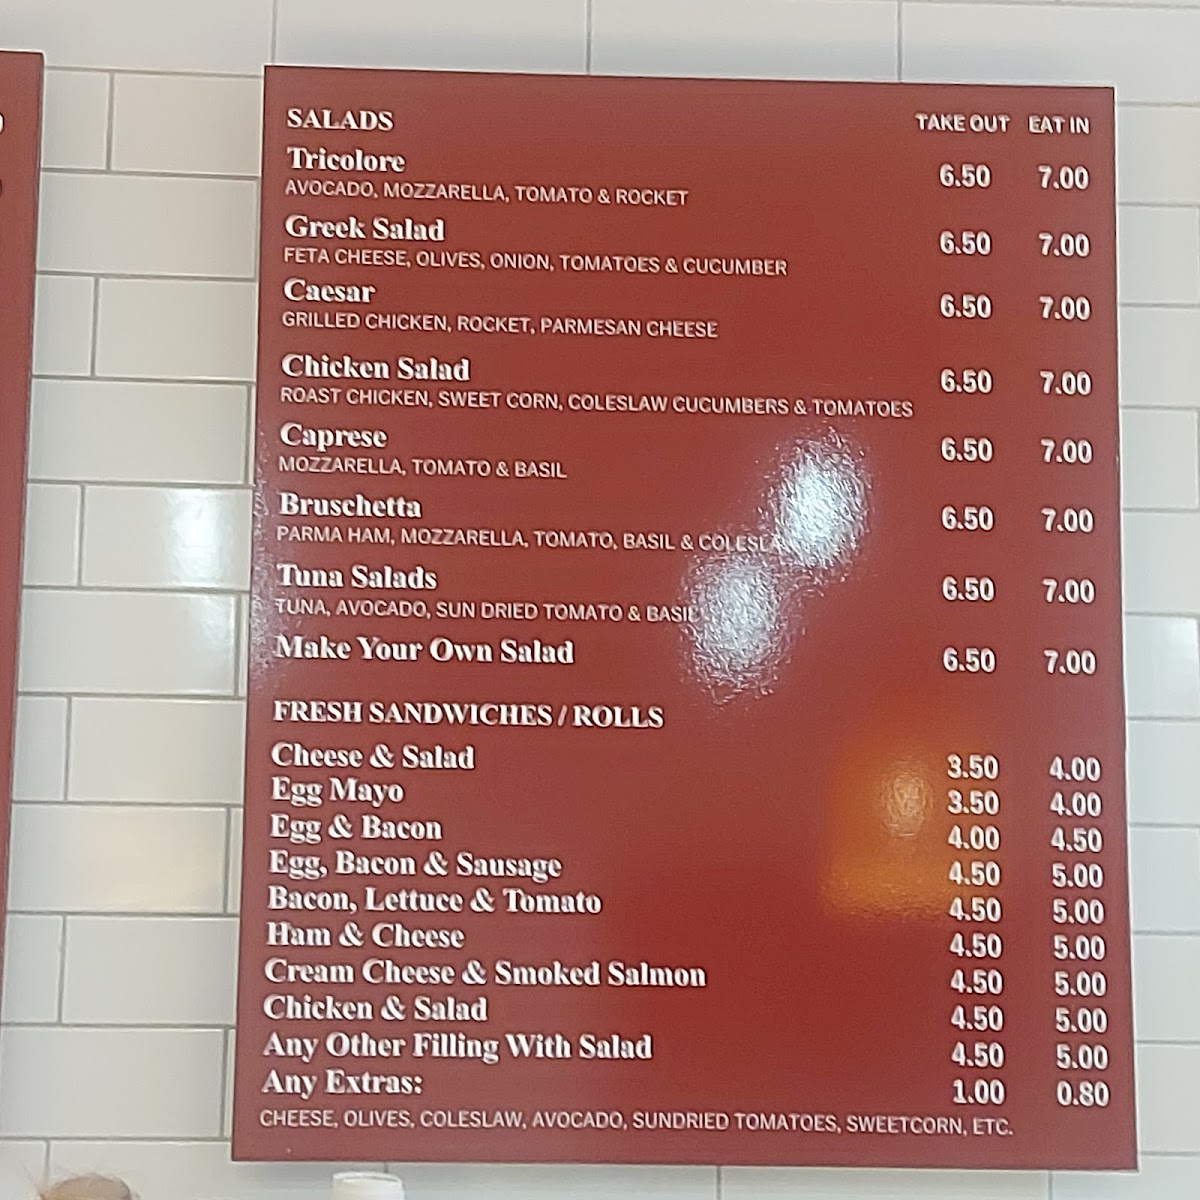 SALADS TAKE OUT EAT IN
Tricolore 6.50 7.00
AVOCADO, MOZZARELLA, TOMATO & ROCKET
Greek Salad 6.50 7.00
FETA CHEESE, OLIVES, ONION, TOMATOES & CUCUMBER
Caesar 6.50 7.00
GRILLED CHICKEN, ROCKET, PARMESAN CHEESE
Chicken Salad 6.50 7.00
ROAST CHICKEN, SWEET CORN, COLESLAW CUCUMBERS & TOMATOES
Caprese 6.50 7.00
MOZZARELLA, TOMATO & BASIL
Bruschetta 6.50 7.00
PARMA HAM, MOZZARELLA, TOMATO, BASIL &
Tuna Salads 6.50 7.00
TUNA, AVOCADO, SUN DRIED TOMATO & BASIL
Make Your Own Salad 6.50 7.00
FRESH SANDWICHES / ROLLS
Cheese & Salad 3.50 4.00
Egg Mayo 3.50 4.00
Egg & Bacon 4.00 4.50
Egg, Bacon & Sausage 4.50 5.00
Bacon, Lettuce & Tomato 4.50 5.00
Ham & Cheese 4.50 5.00
Cream Cheese & Smoked Salmon 4.50 5.00
Chicken & Salad 4.50 5.00
Any Other Filling With Salad 4.50 5.00
Any Extras: 1.00 0.80
CHEESE, OLIVES, COLESLAW, AVOCADO, SUNDRIED TOMATOES, SWEETCORN, ETC.